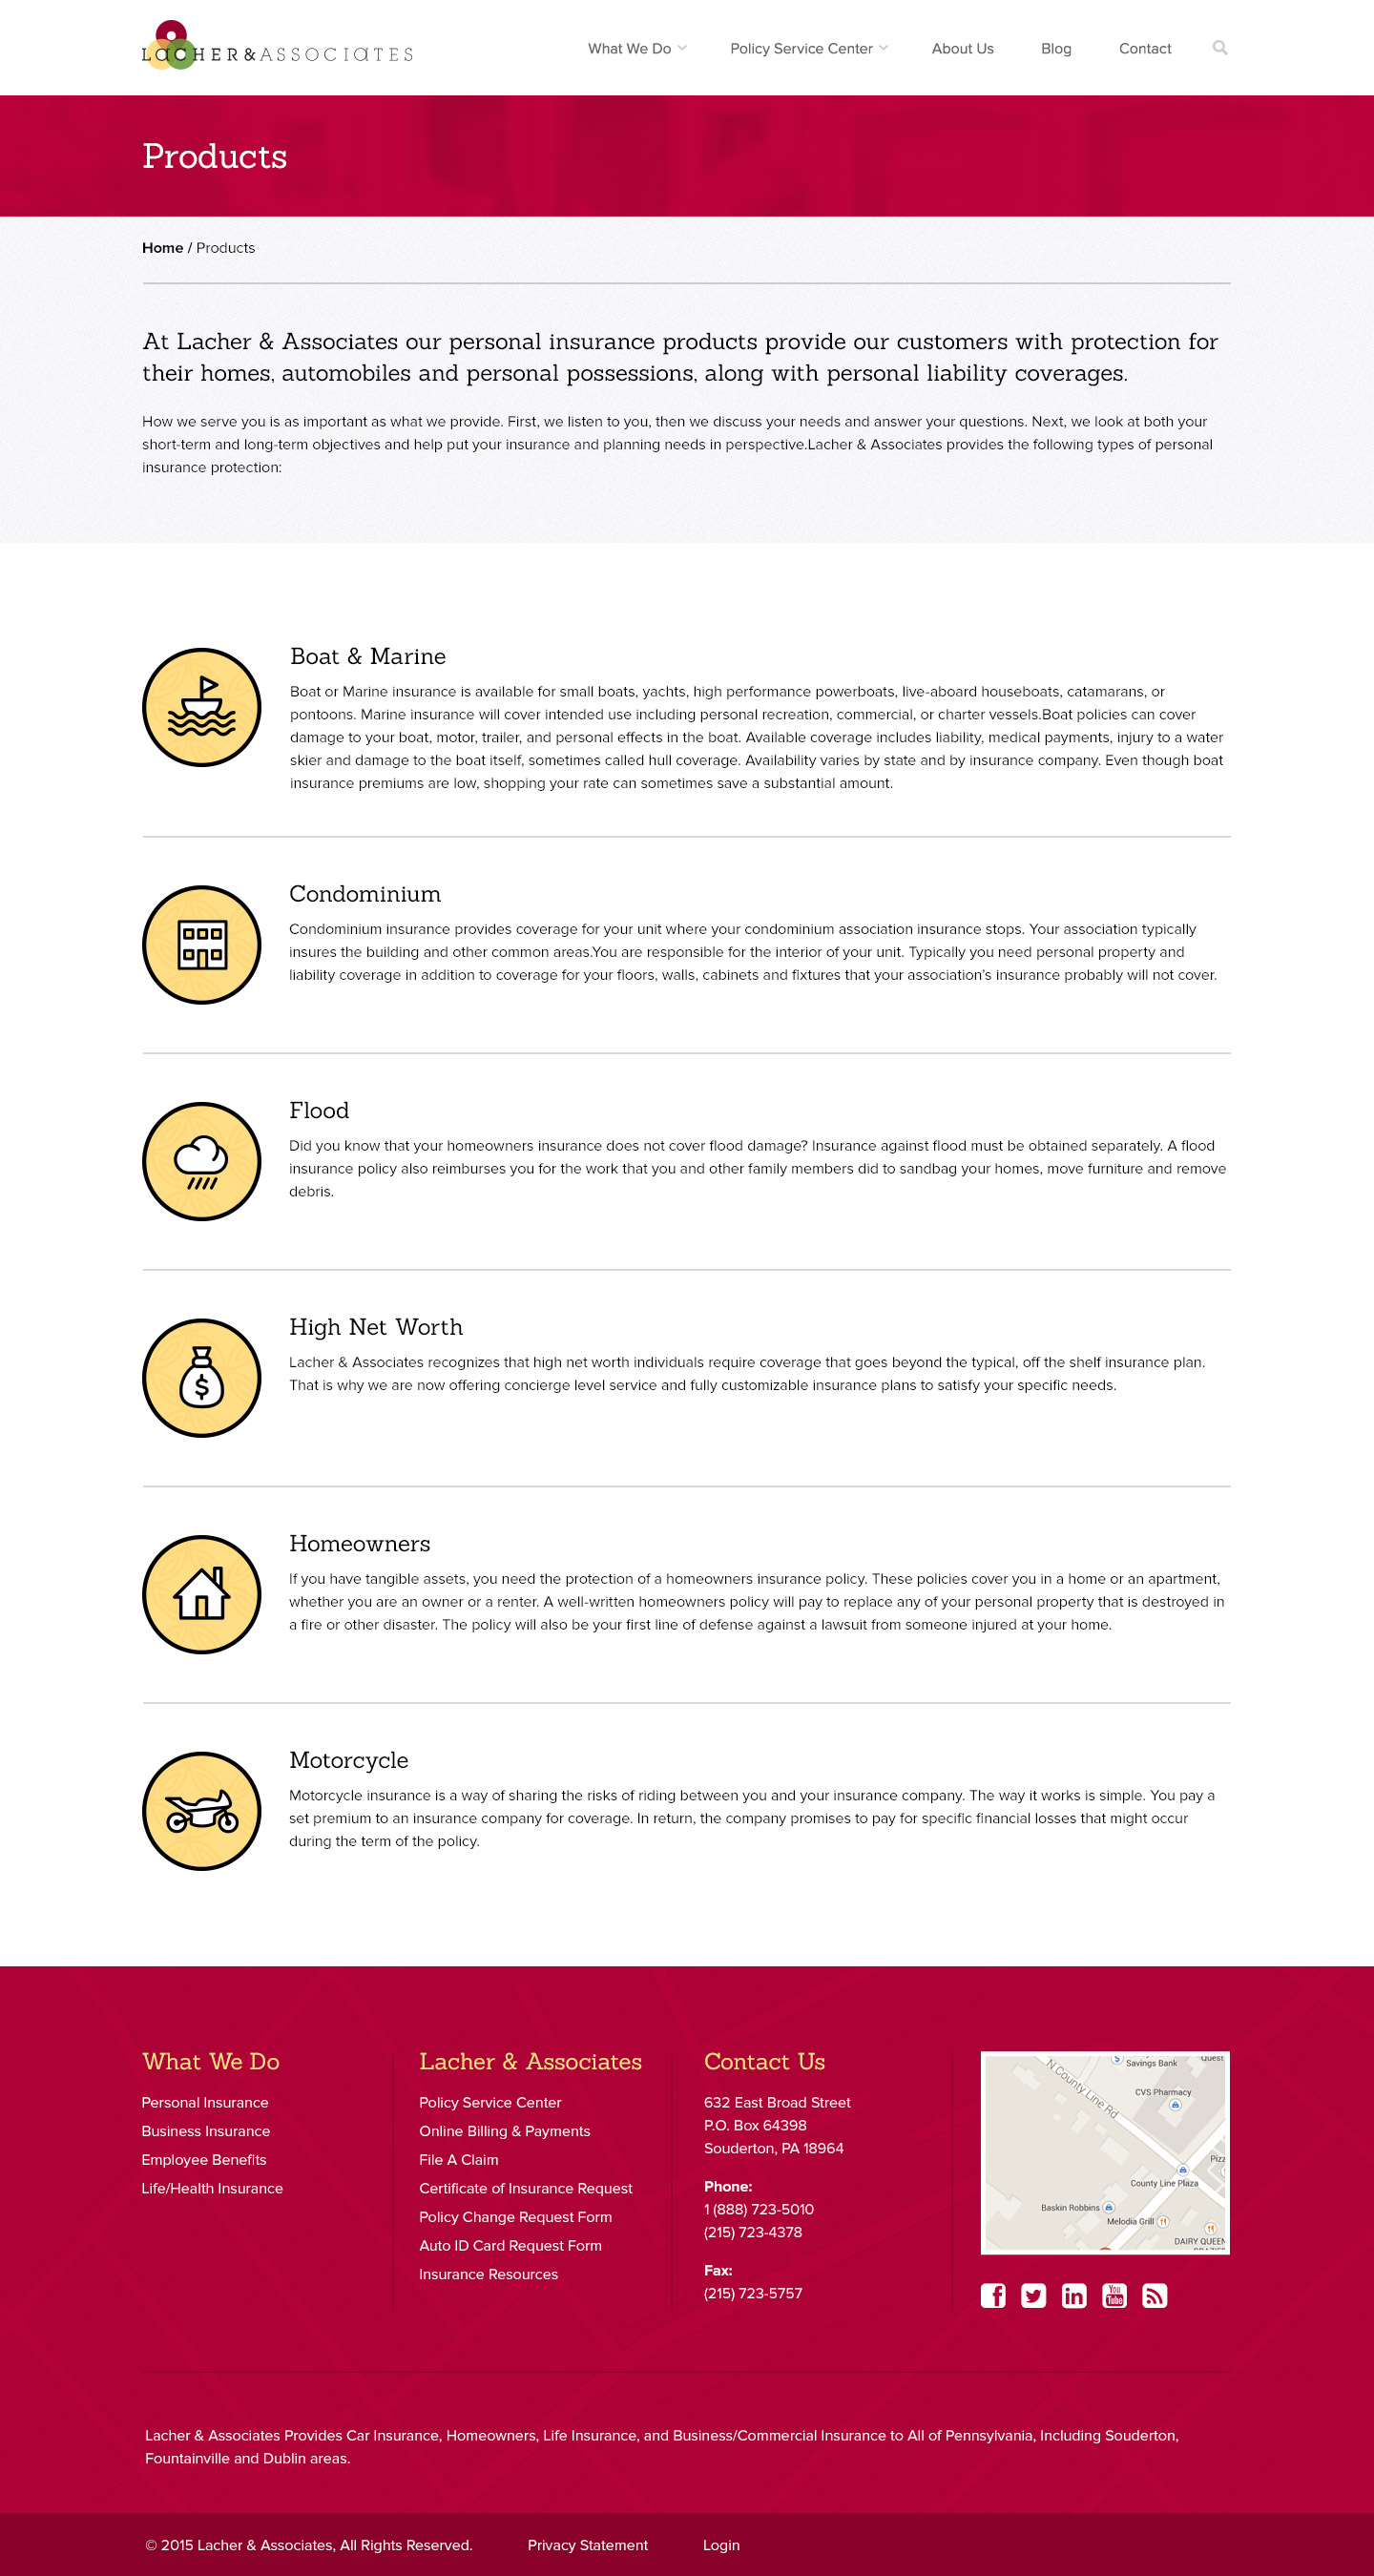 LacHER&ASSOCIaTES
What We Do
Policy Service Center
About Us
Blog
Contact
Products
Home / Products
At Lacher & Associates our personal insurance products provide our customers with protection for
their homes, automobiles and personal possessions, along with personal liability coverages.
How we serve you is as important as what we provide. First, we listen to you, then we discuss your needs and answer your questions. Next, we look at both your
short-term and long-term objectives and help put your insurance and planning needs in perspective.Lacher & Associates provides the following types of personal
insurance protection:
Boat & Marine
Boat or Marine insurance is available for small boats, yachts, high performance powerboats, live-aboard houseboats, catamarans, or
pontoons. Marine insurance will cover intended use including personal recreation, commercial, or charter vessels.Boat policies can cover
damage to your boat, motor, trailer, and personal effects in the boat. Available coverage includes liability, medical payments, injury to a water
skier and damage to the boat itself, sometimes called hull coverage. Availability varies by state and by insurance company. Even though boat
insurance premiums are low, shopping your rate can sometimes save a substantial amount.
Condominium
Condominium insurance provides coverage for your unit where your condominium association insurance stops. Your association typically
insures the building and other common areas.You are responsible for the interior of your unit. Typically you need personal property and
liability coverage in addition to coverage for your floors, walls, cabinets and fixtures that your association's insurance probably will not cover.
Flood
Did you know that your homeowners insurance does not cover flood damage? Insurance against flood must be obtained separately. A flood
insurance policy also reimburses you for the work that you and other family members did to sandbag your homes, move furniture and remove
debris.
High Net Worth
Lacher & Associates recognizes that high net worth individuals require coverage that goes beyond the typical, off the shelf insurance plan.
That is why we are now offering concierge level service and fully customizable insurance plans to satisfy your specific needs.
Homeowners
If you have tangible assets, you need the protection of a homeowners insurance policy. These policies cover you in a home or an apartment,
whether you are an owner or a renter. A well-written homeowners policy will pay to replace any of your personal property that is destroyed in
a fire or other disaster. The policy will also be your first line of defense against a lawsuit from someone injured at your home.
Motorcycle
Motorcycle insurance is a way of sharing the risks of riding between you and your insurance company. The way it works is simple. You pay a
set premium to an insurance company for coverage. In return, the company promises to pay for specific financial losses that might occur
during the term of the policy.
What We Do
Personal Insurance
Business Insurance
Employee Benefits
Life/Health Insurance
Lacher & Associates
Policy Service Center
Online Billing & Payments
File A Claim
Certificate of Insurance Request
Policy Change Request Form
Auto ID Card Request Form
Insurance Resources
Contact Us
632 East Broad Street
P.O. Box 64398
Souderton, PA 18964
Phone:
1 (888) 723-5010
(215) 723-4378
Fax:
(215) 723-5757
Savings Bank
Quest
N County Line Rd
CVS Pharmacy
Pizz
County Line Plaza
Baskin Robbins
Melodia Grill
DAIRY QUEEN
You
Tube
Lacher & Associates Provides Car Insurance, Homeowners, Life Insurance, and Business/Commercial Insurance to All of Pennsylvania, Including Souderton,
Fountainville and Dublin areas.
© 2015 Lacher & Associates, All Rights Reserved.
Privacy Statement
Login